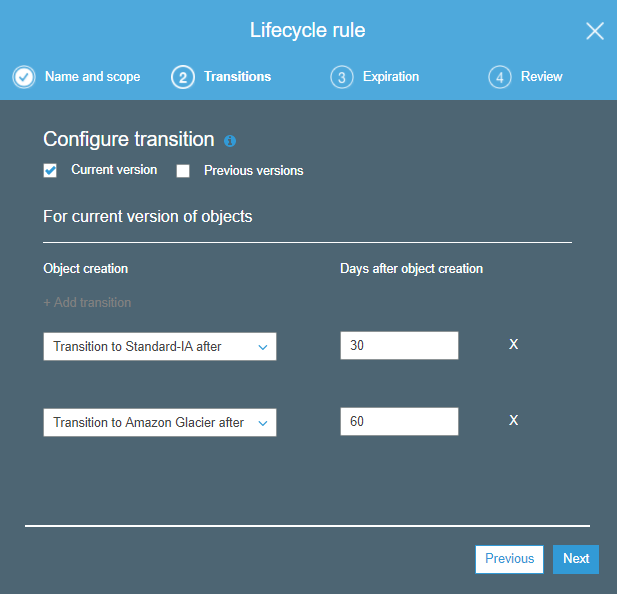 Lifecycle rule
Name and scope 2 Transitions 3 Expiration 4 Review
Configure transition i
Current version Previous versions
For current version of objects
Object creation Days after object creation
+ Add transition
Transition to Standard-IA after 30 X
Transition to Amazon Glacier after 60 X
Previous Next